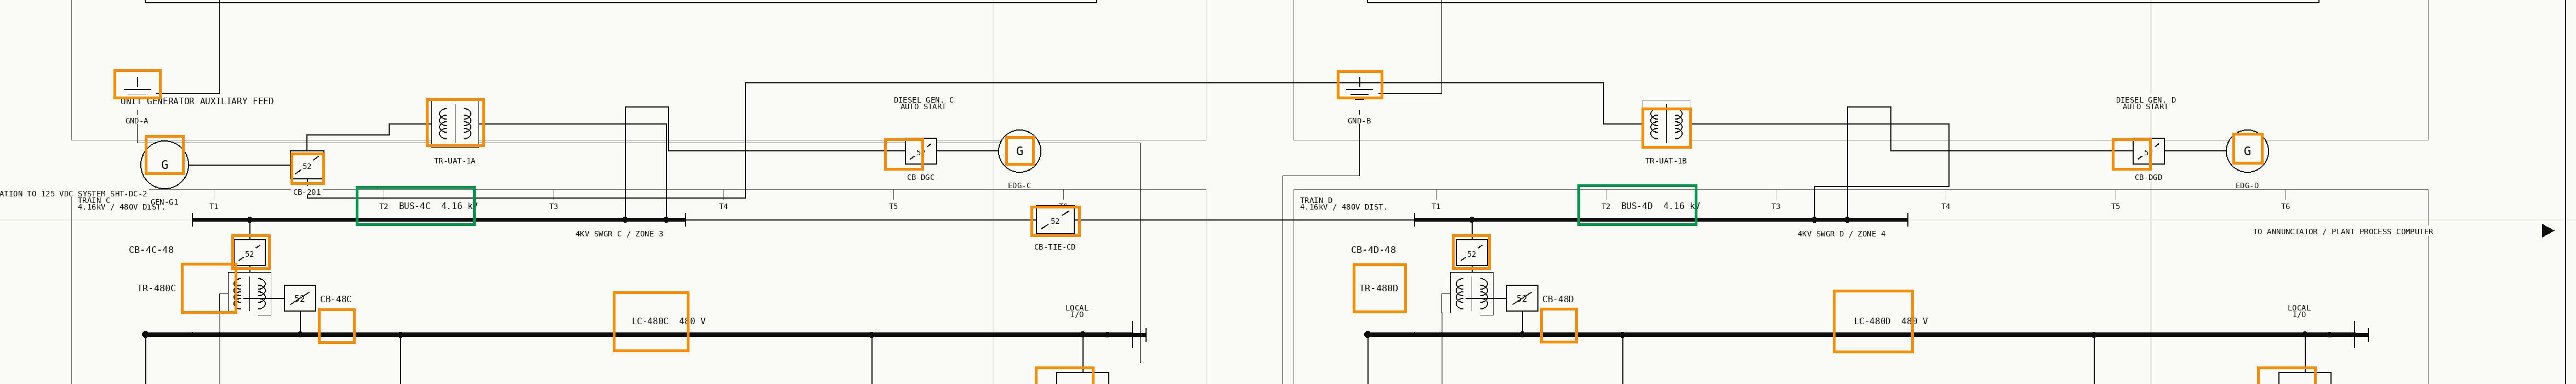 UNIT GENERATOR AUXILIARY FEED
GND-A
GEN-G1
G
52
CB-201
TR-UAT-1A
DIESEL GEN. C
AUTO START
52
CB-DGC
G
EDG-C
GND-B
TR-UAT-1B
DIESEL GEN. D
AUTO START
52
CB-DGD
G
EDG-D
ATION TO 125 VDC SYSTEM SHT-DC-2
TRAIN C
4.16kV / 480V DIST.
T1
T2
BUS-4C 4.16 kV
T3
T4
T5
T6
4KV SWGR C / ZONE 3
52
CB-TIE-CD
TRAIN D
4.16kV / 480V DIST.
T1
T2
BUS-4D 4.16 kV
T3
T4
T5
T6
4KV SWGR D / ZONE 4
TO ANNUNCIATOR / PLANT PROCESS COMPUTER
CB-4C-48
52
TR-480C
52
CB-48C
LC-480C 480 V
LOCAL
I/O
CB-4D-48
52
TR-480D
52
CB-48D
LC-480D 480 V
LOCAL
I/O